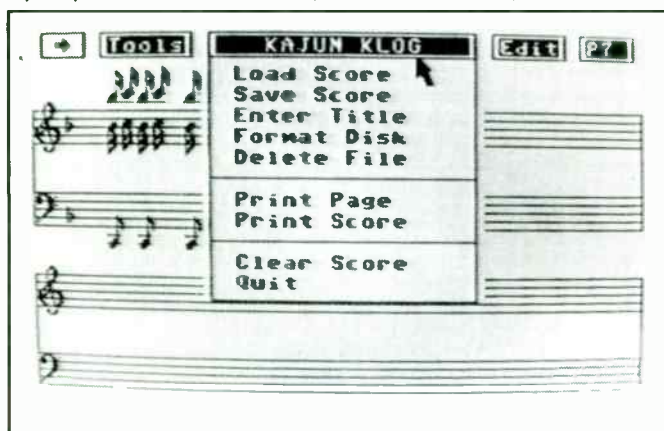 Tools KAJUN KLOG Edit P7
Load Score
Save Score
Enter Title
Format Disk
Delete File
Print Page
Print Score
Clear Score
Quit